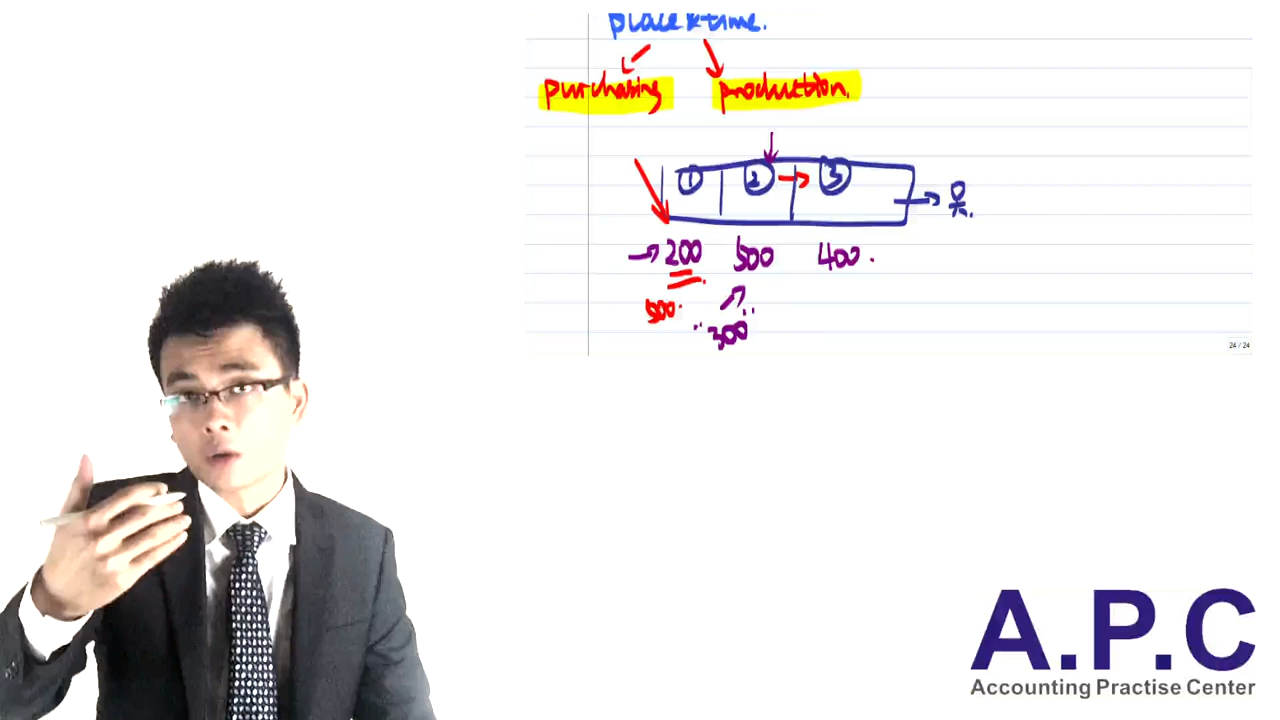 place & time.
purchasing production.
① ② ③
200 500 400.
500.
"300"
24 / 24
A.P.C
Accounting Practise Center